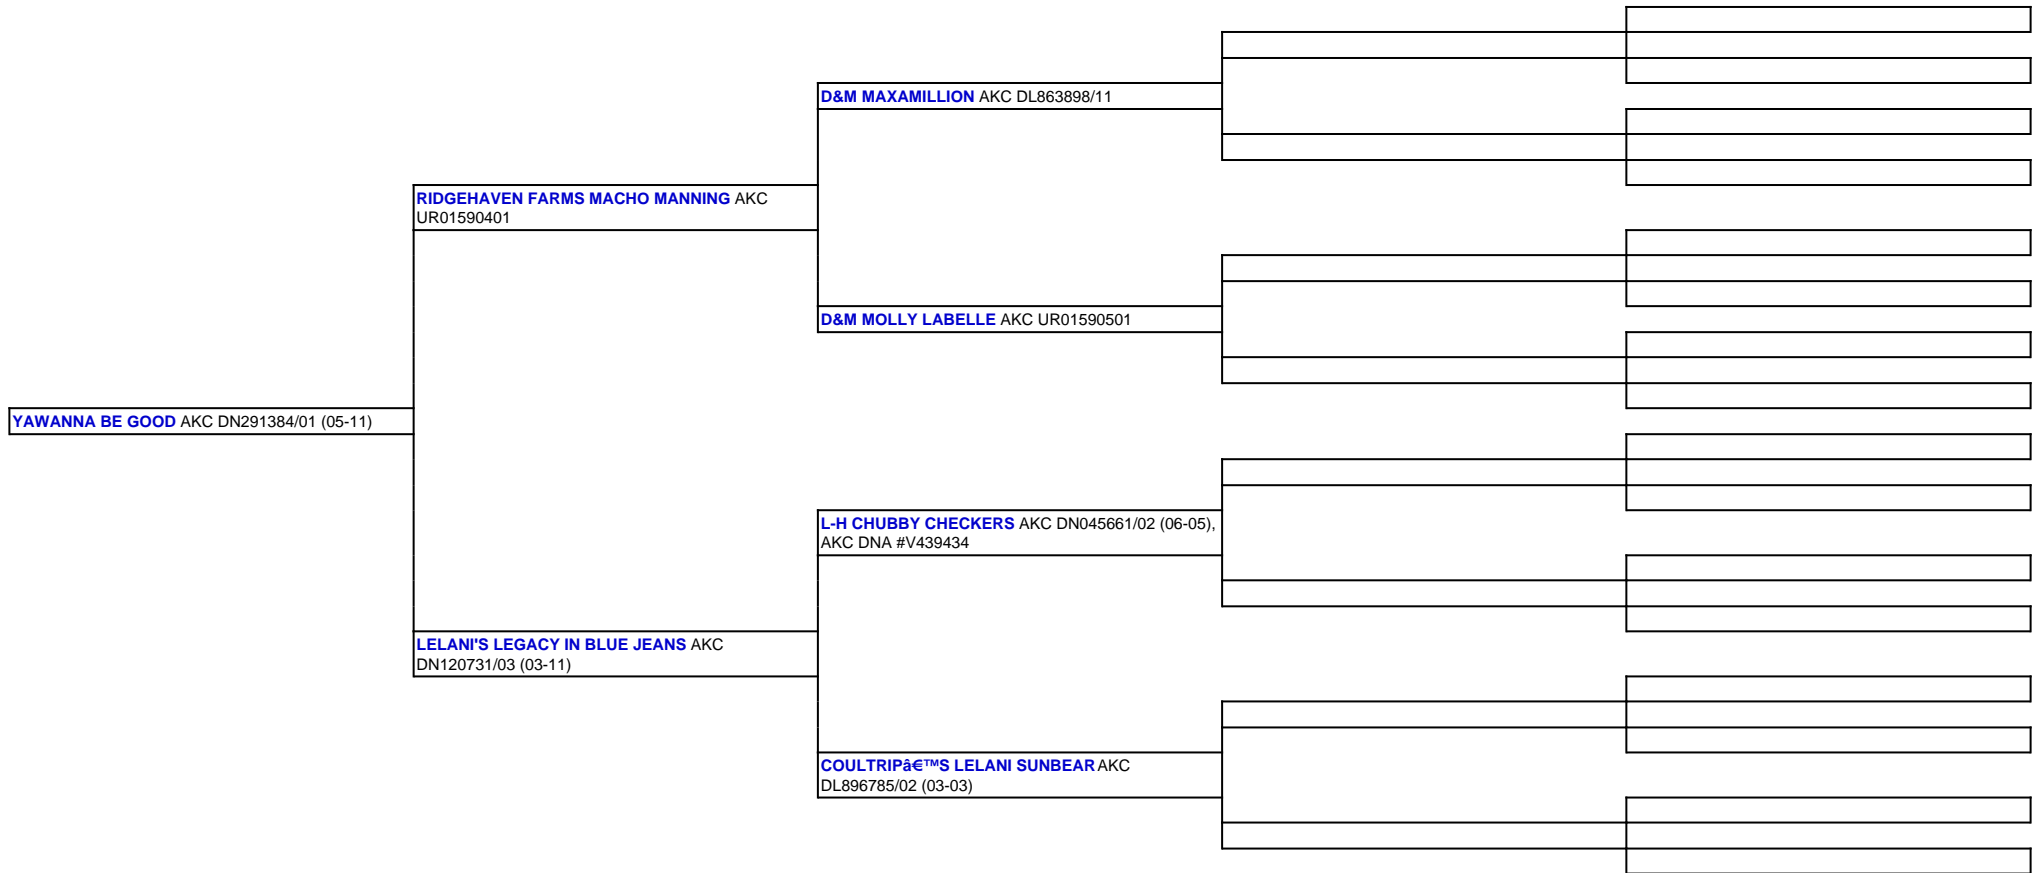 D&M MAXAMILLION AKC DL863898/11
RIDGEHAVEN FARMS MACHO MANNING AKC
UR01590401
D&M MOLLY LABELLE AKC UR01590501
YAWANNA BE GOOD AKC DN291384/01 (05-11)
L-H CHUBBY CHECKERS AKC DN045661/02 (06-05),
AKC DNA #V439434
LELANI'S LEGACY IN BLUE JEANS AKC
DN120731/03 (03-11)
COULTRIP’S LELANI SUNBEAR AKC
DL896785/02 (03-03)